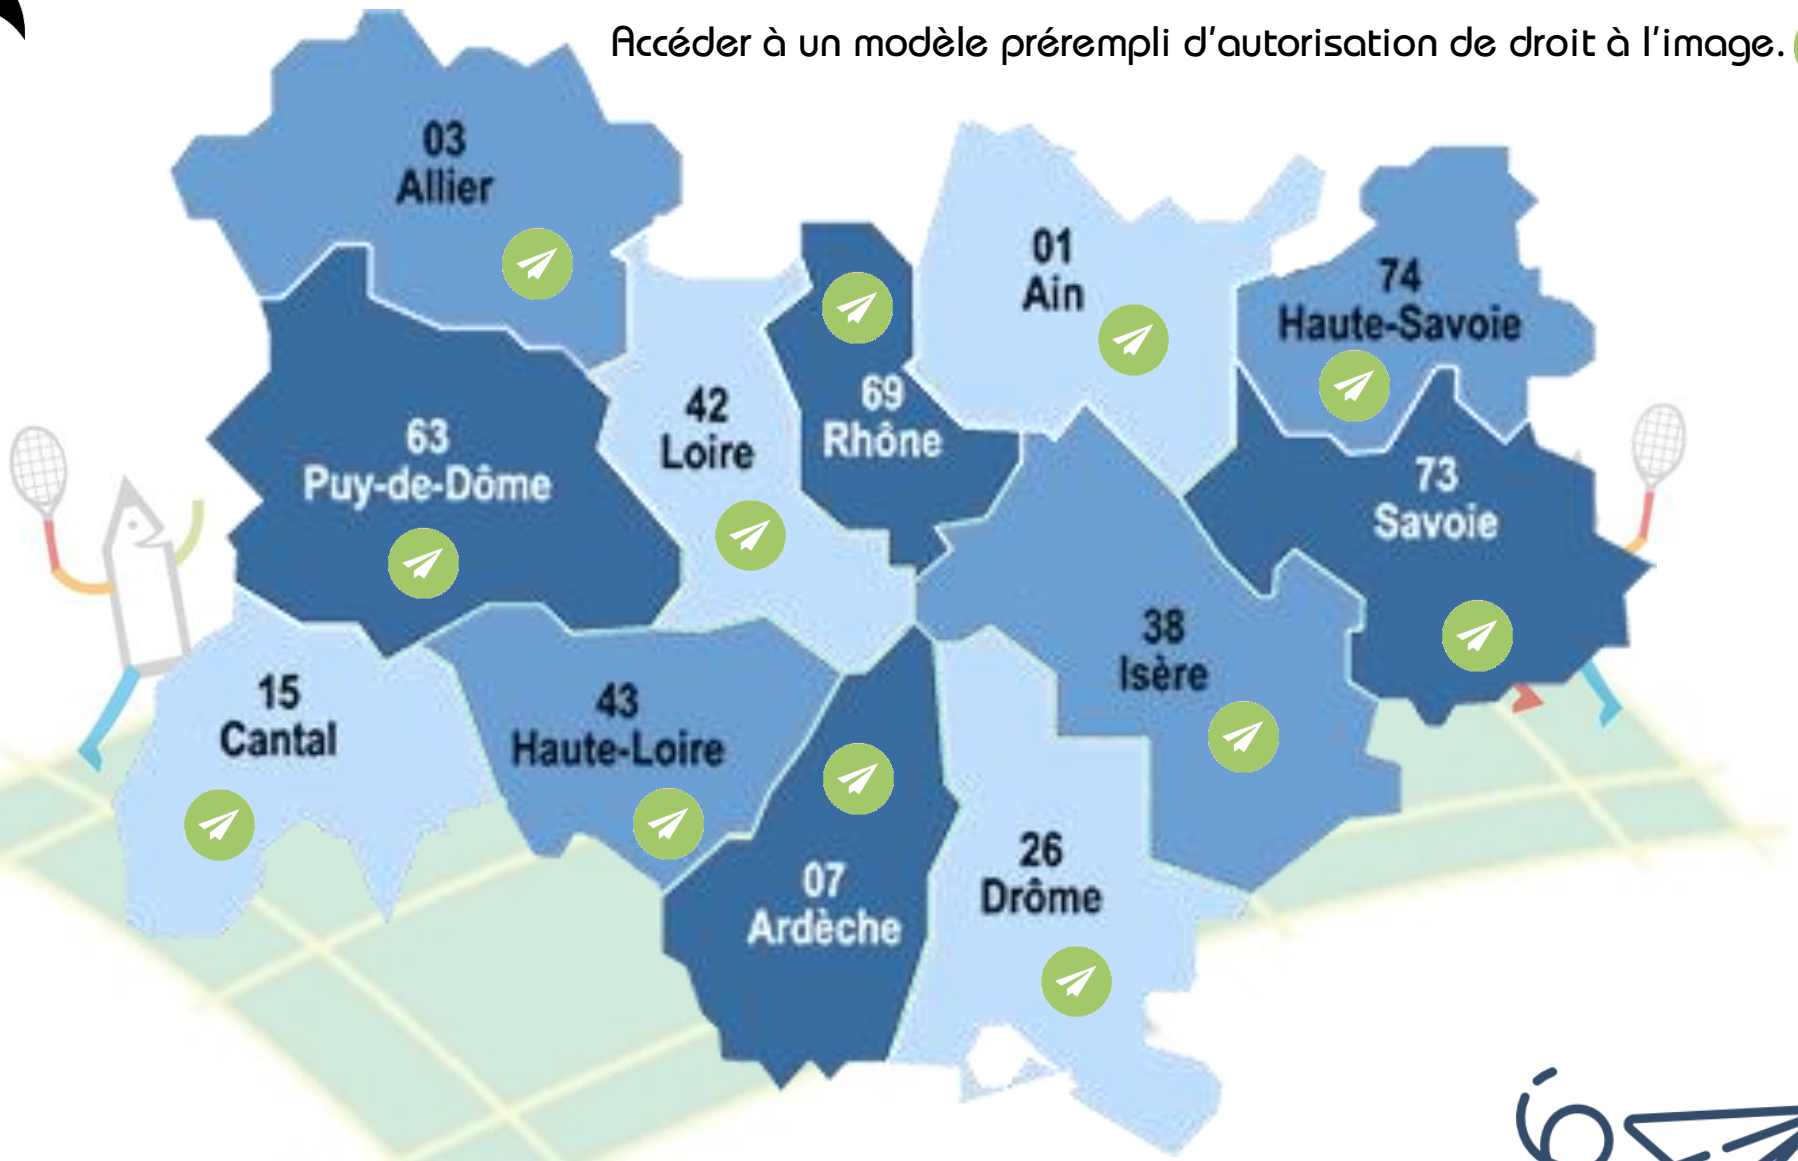 Accéder à un modèle prérempli d'autorisation de droit à l'image.
03
Allier
01
Ain
74
Haute-Savoie
42
Loire
69
Rhône
63
Puy-de-Dôme
73
Savoie
38
Isère
15
Cantal
43
Haute-Loire
26
Drôme
07
Ardèche